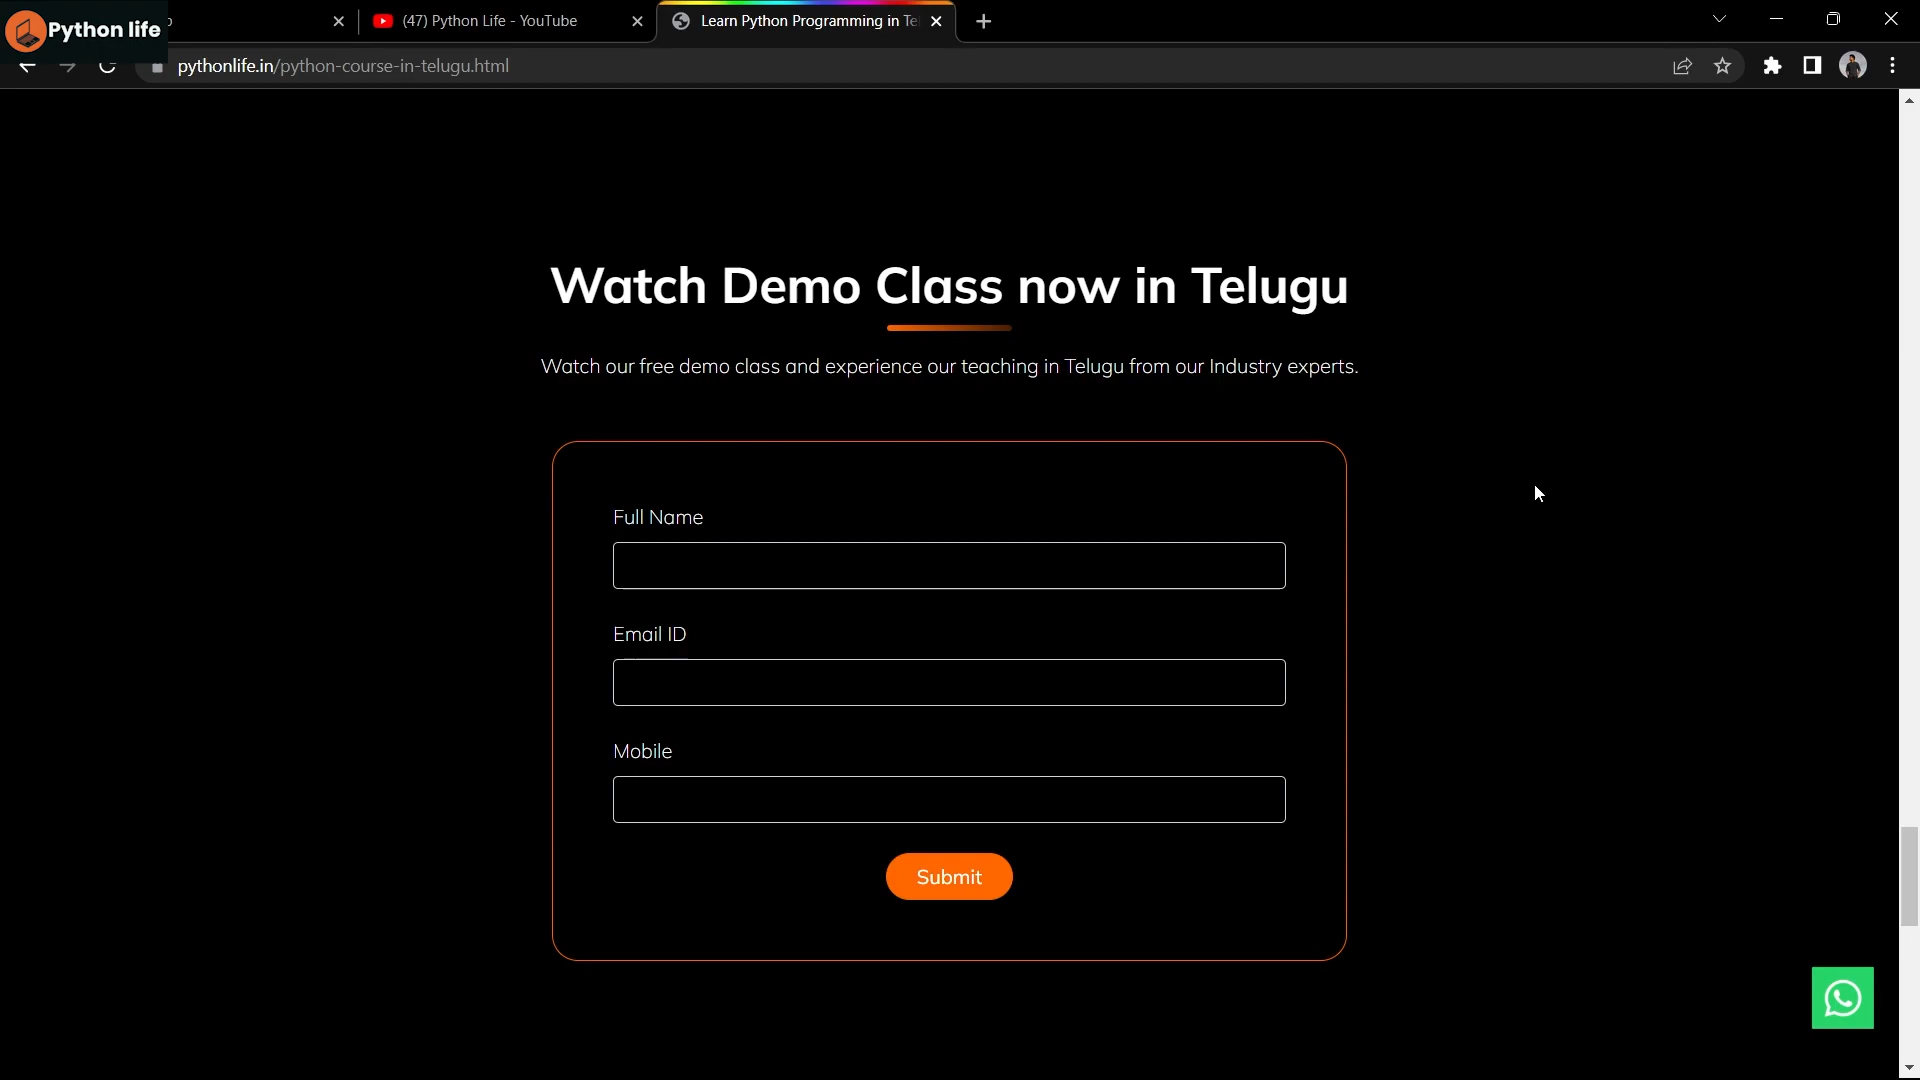 Python life
(47) Python Life - YouTube
Learn Python Programming in Te
pythonlife.in/python-course-in-telugu.html
Watch Demo Class now in Telugu
Watch our free demo class and experience our teaching in Telugu from our Industry experts.
Full Name
Email ID
Mobile
Submit